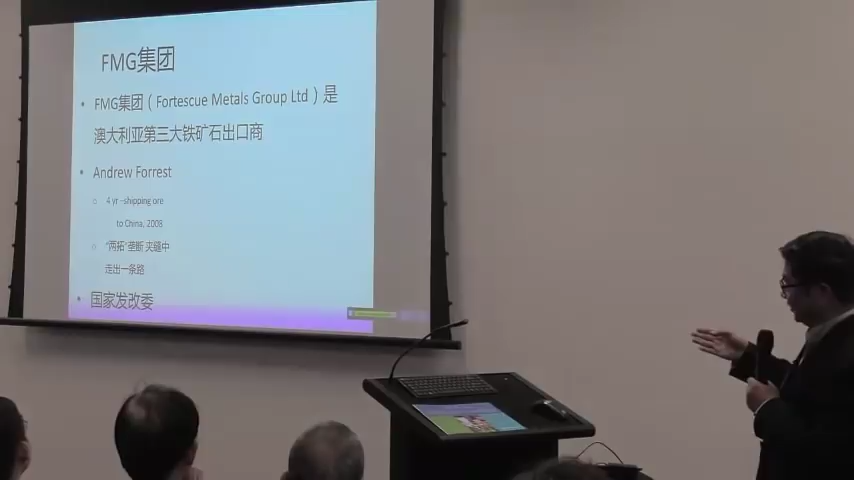 FMG集团
• FMG集团（Fortescue Metals Group Ltd）是
澳大利亚第三大铁矿石出口商
• Andrew Forrest
○ 4 yr –shipping ore
to China, 2008
○ “两拓”垄断 夹缝中
走出一条路
• 国家发改委